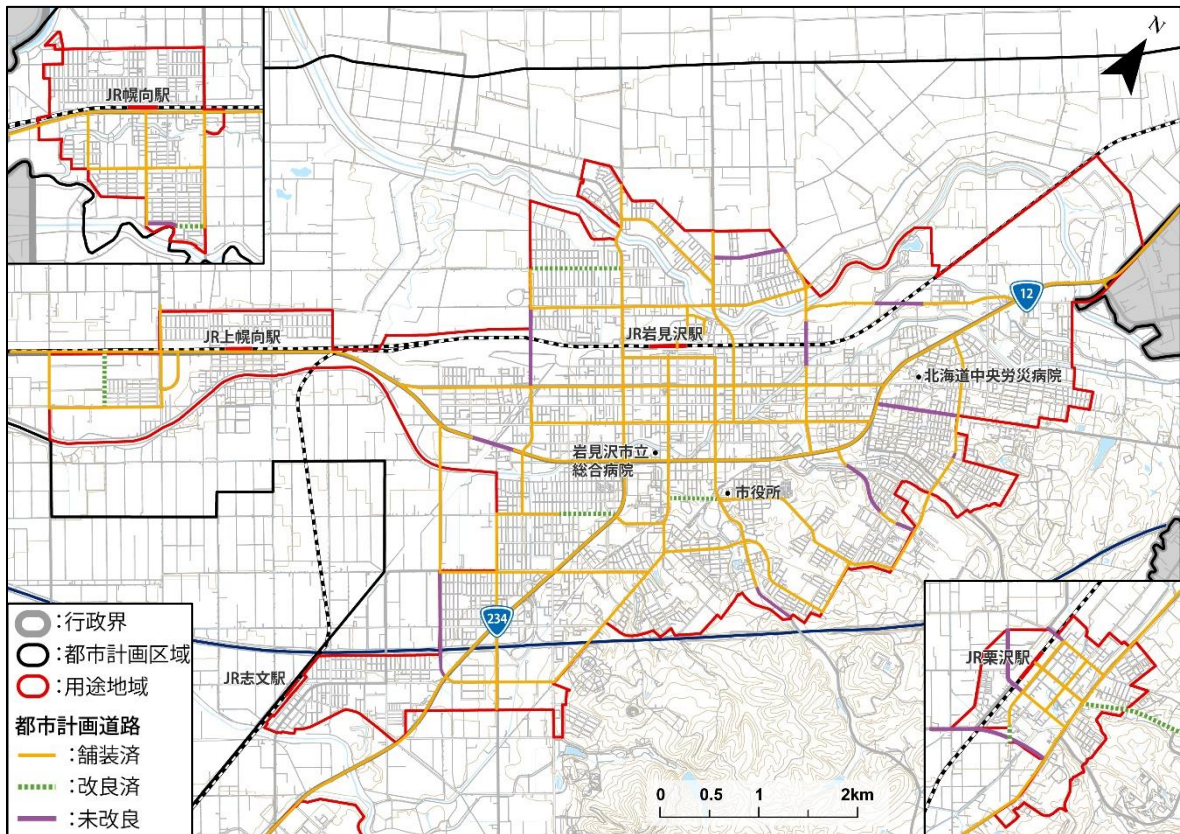 N
JR幌向駅
12
JR上幌向駅
JR岩見沢駅
北海道中央労災病院
岩見沢市立
総合病院
市役所
234
JR志文駅
JR栗沢駅
:行政界
:都市計画区域
:用途地域
都市計画道路
:舗装済
:改良済
:未改良
0 0.5 1 2km